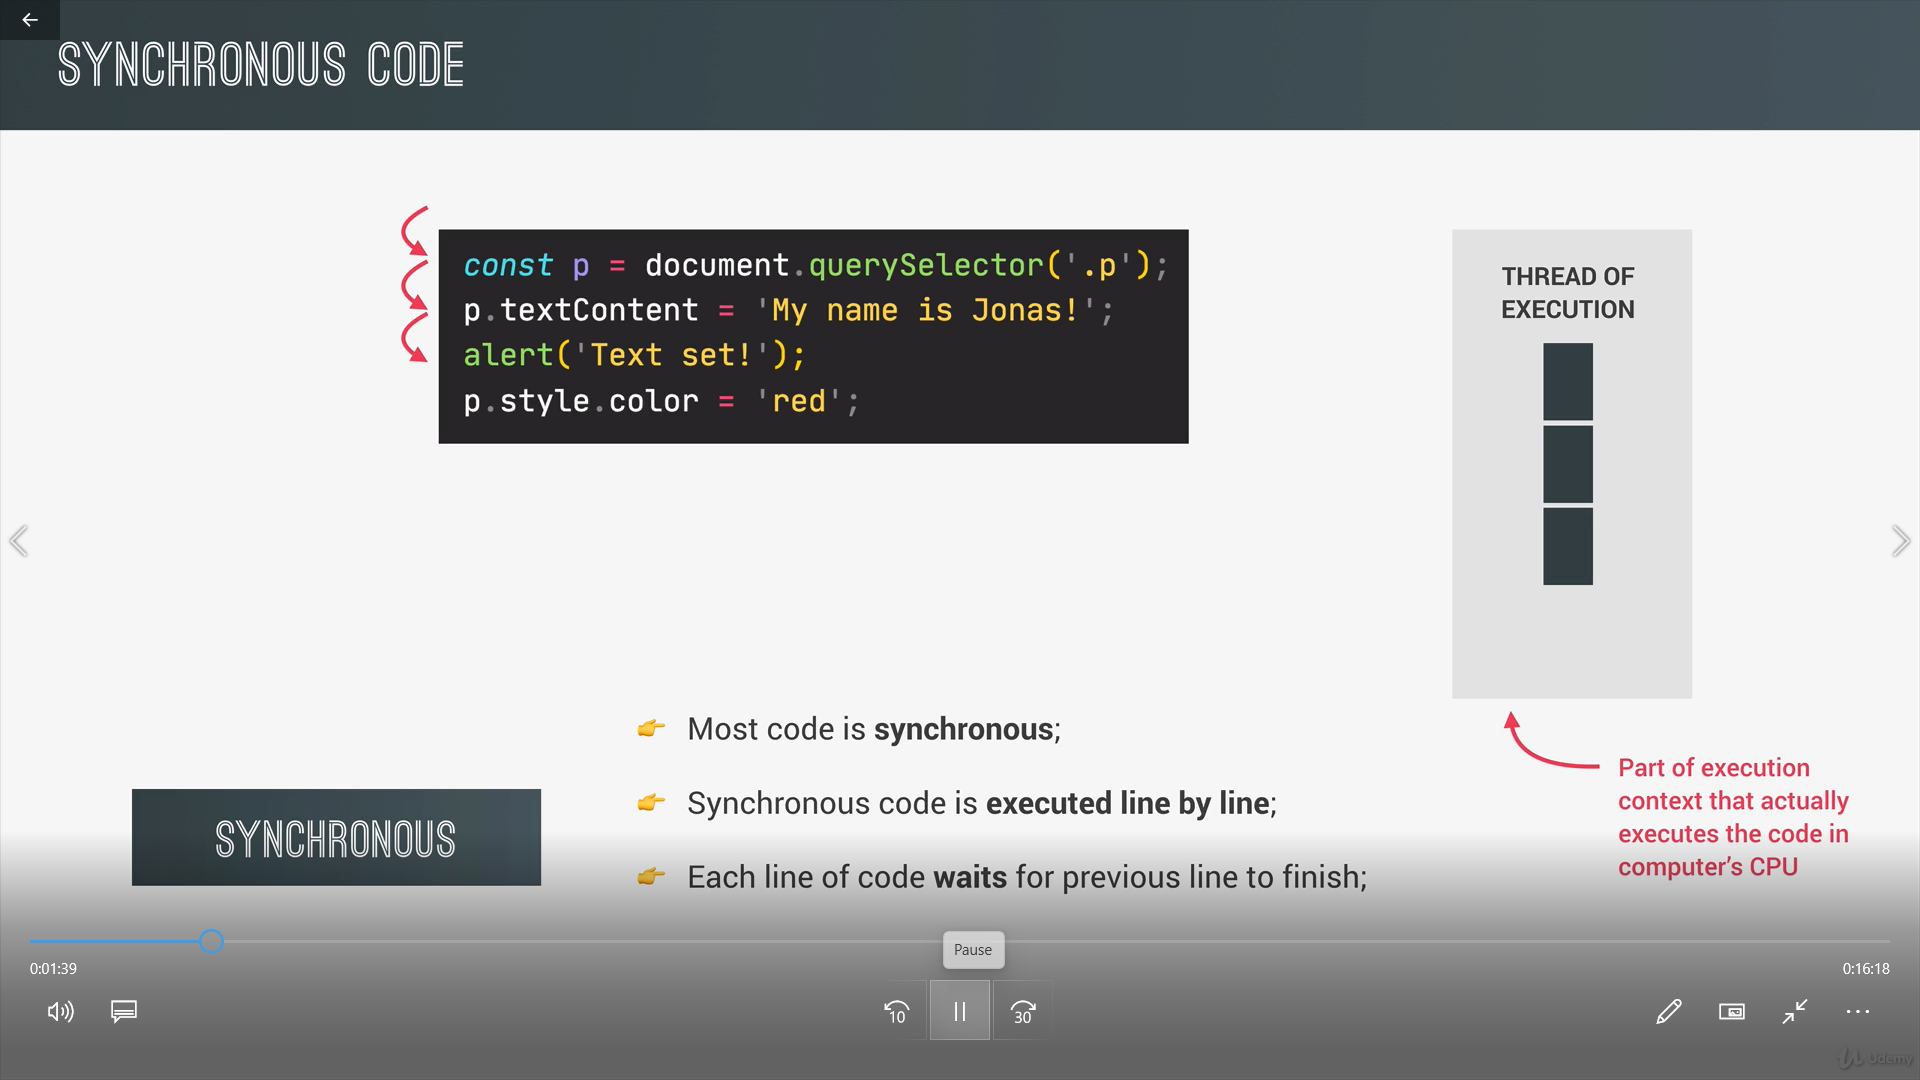 SYNCHRONOUS CODE
const p = document.querySelector('.p');
p.textContent = 'My name is Jonas!';
alert('Text set!');
p.style.color = 'red';
THREAD OF
EXECUTION
Most code is synchronous;
Synchronous code is executed line by line;
Each line of code waits for previous line to finish;
SYNCHRONOUS
Part of execution
context that actually
executes the code in
computer’s CPU
Pause
0:01:39
0:16:18
10
30
Udemy